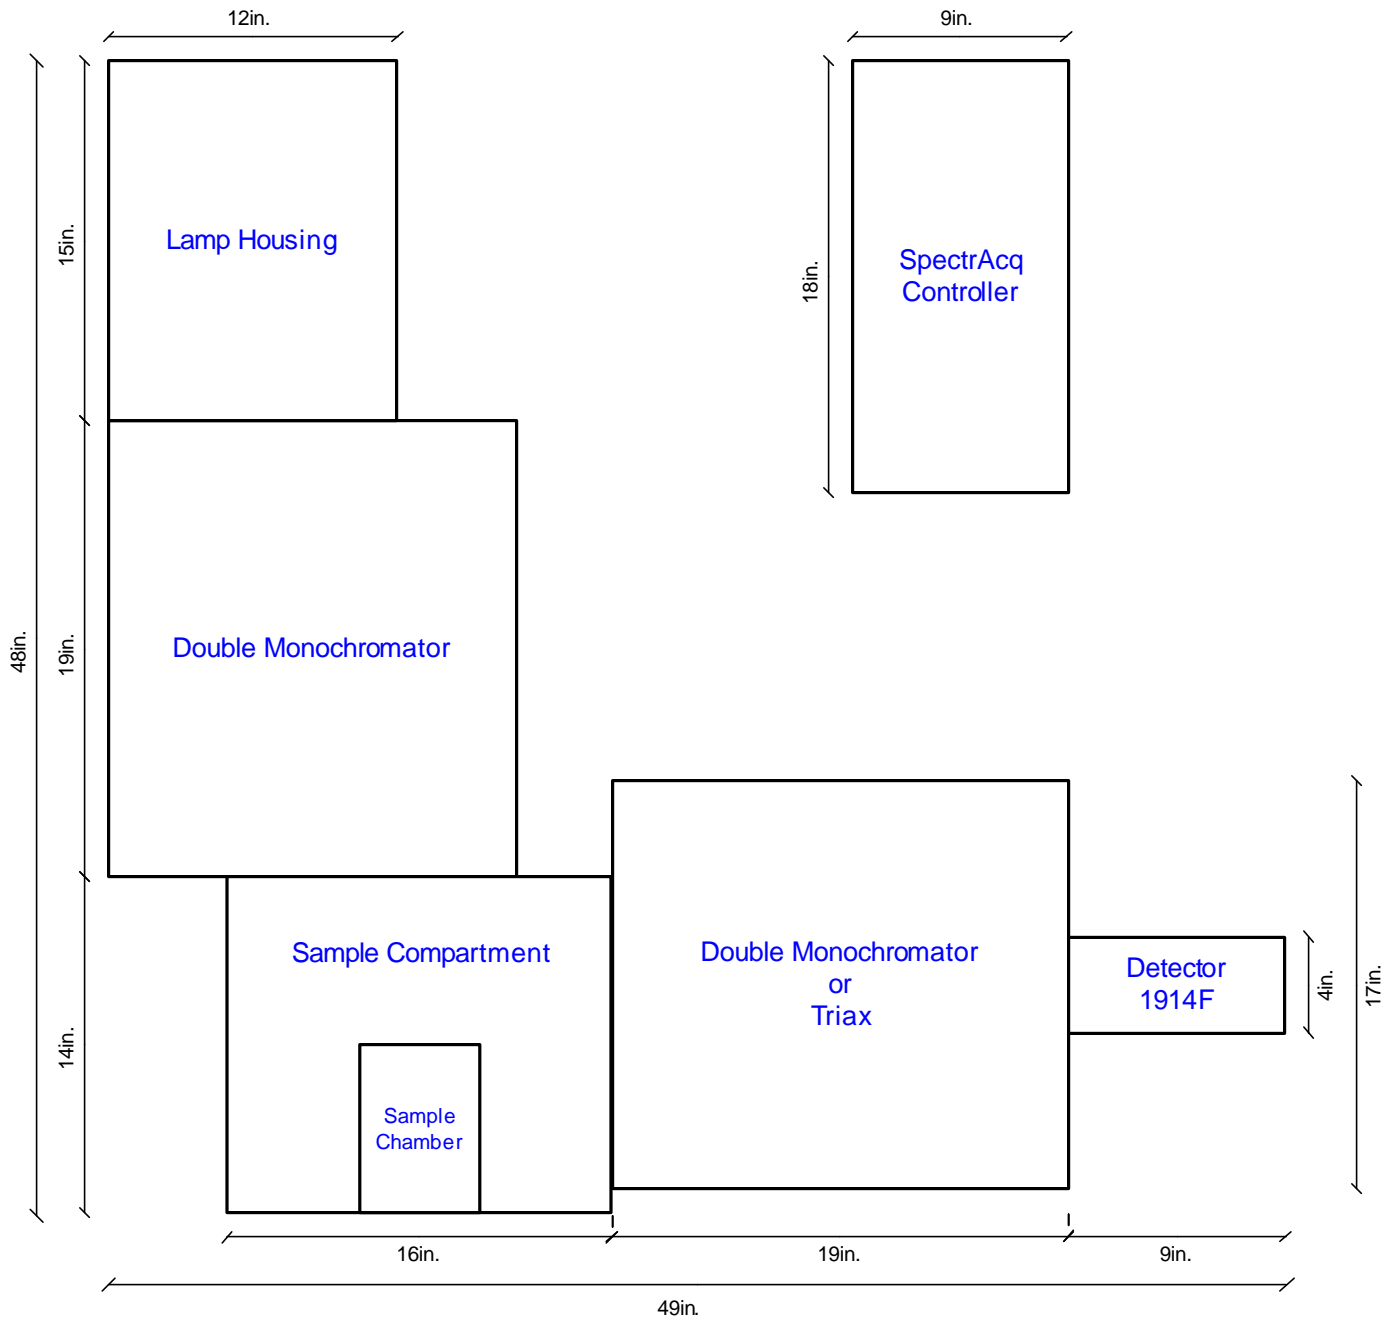 12in.
9in.
15in.
Lamp Housing
18in.
SpectrAcq
Controller
48in.
19in.
Double Monochromator
Sample Compartment
Double Monochromator
or
Triax
Detector
1914F
4in.
17in.
14in.
Sample
Chamber
16in.
19in.
9in.
49in.